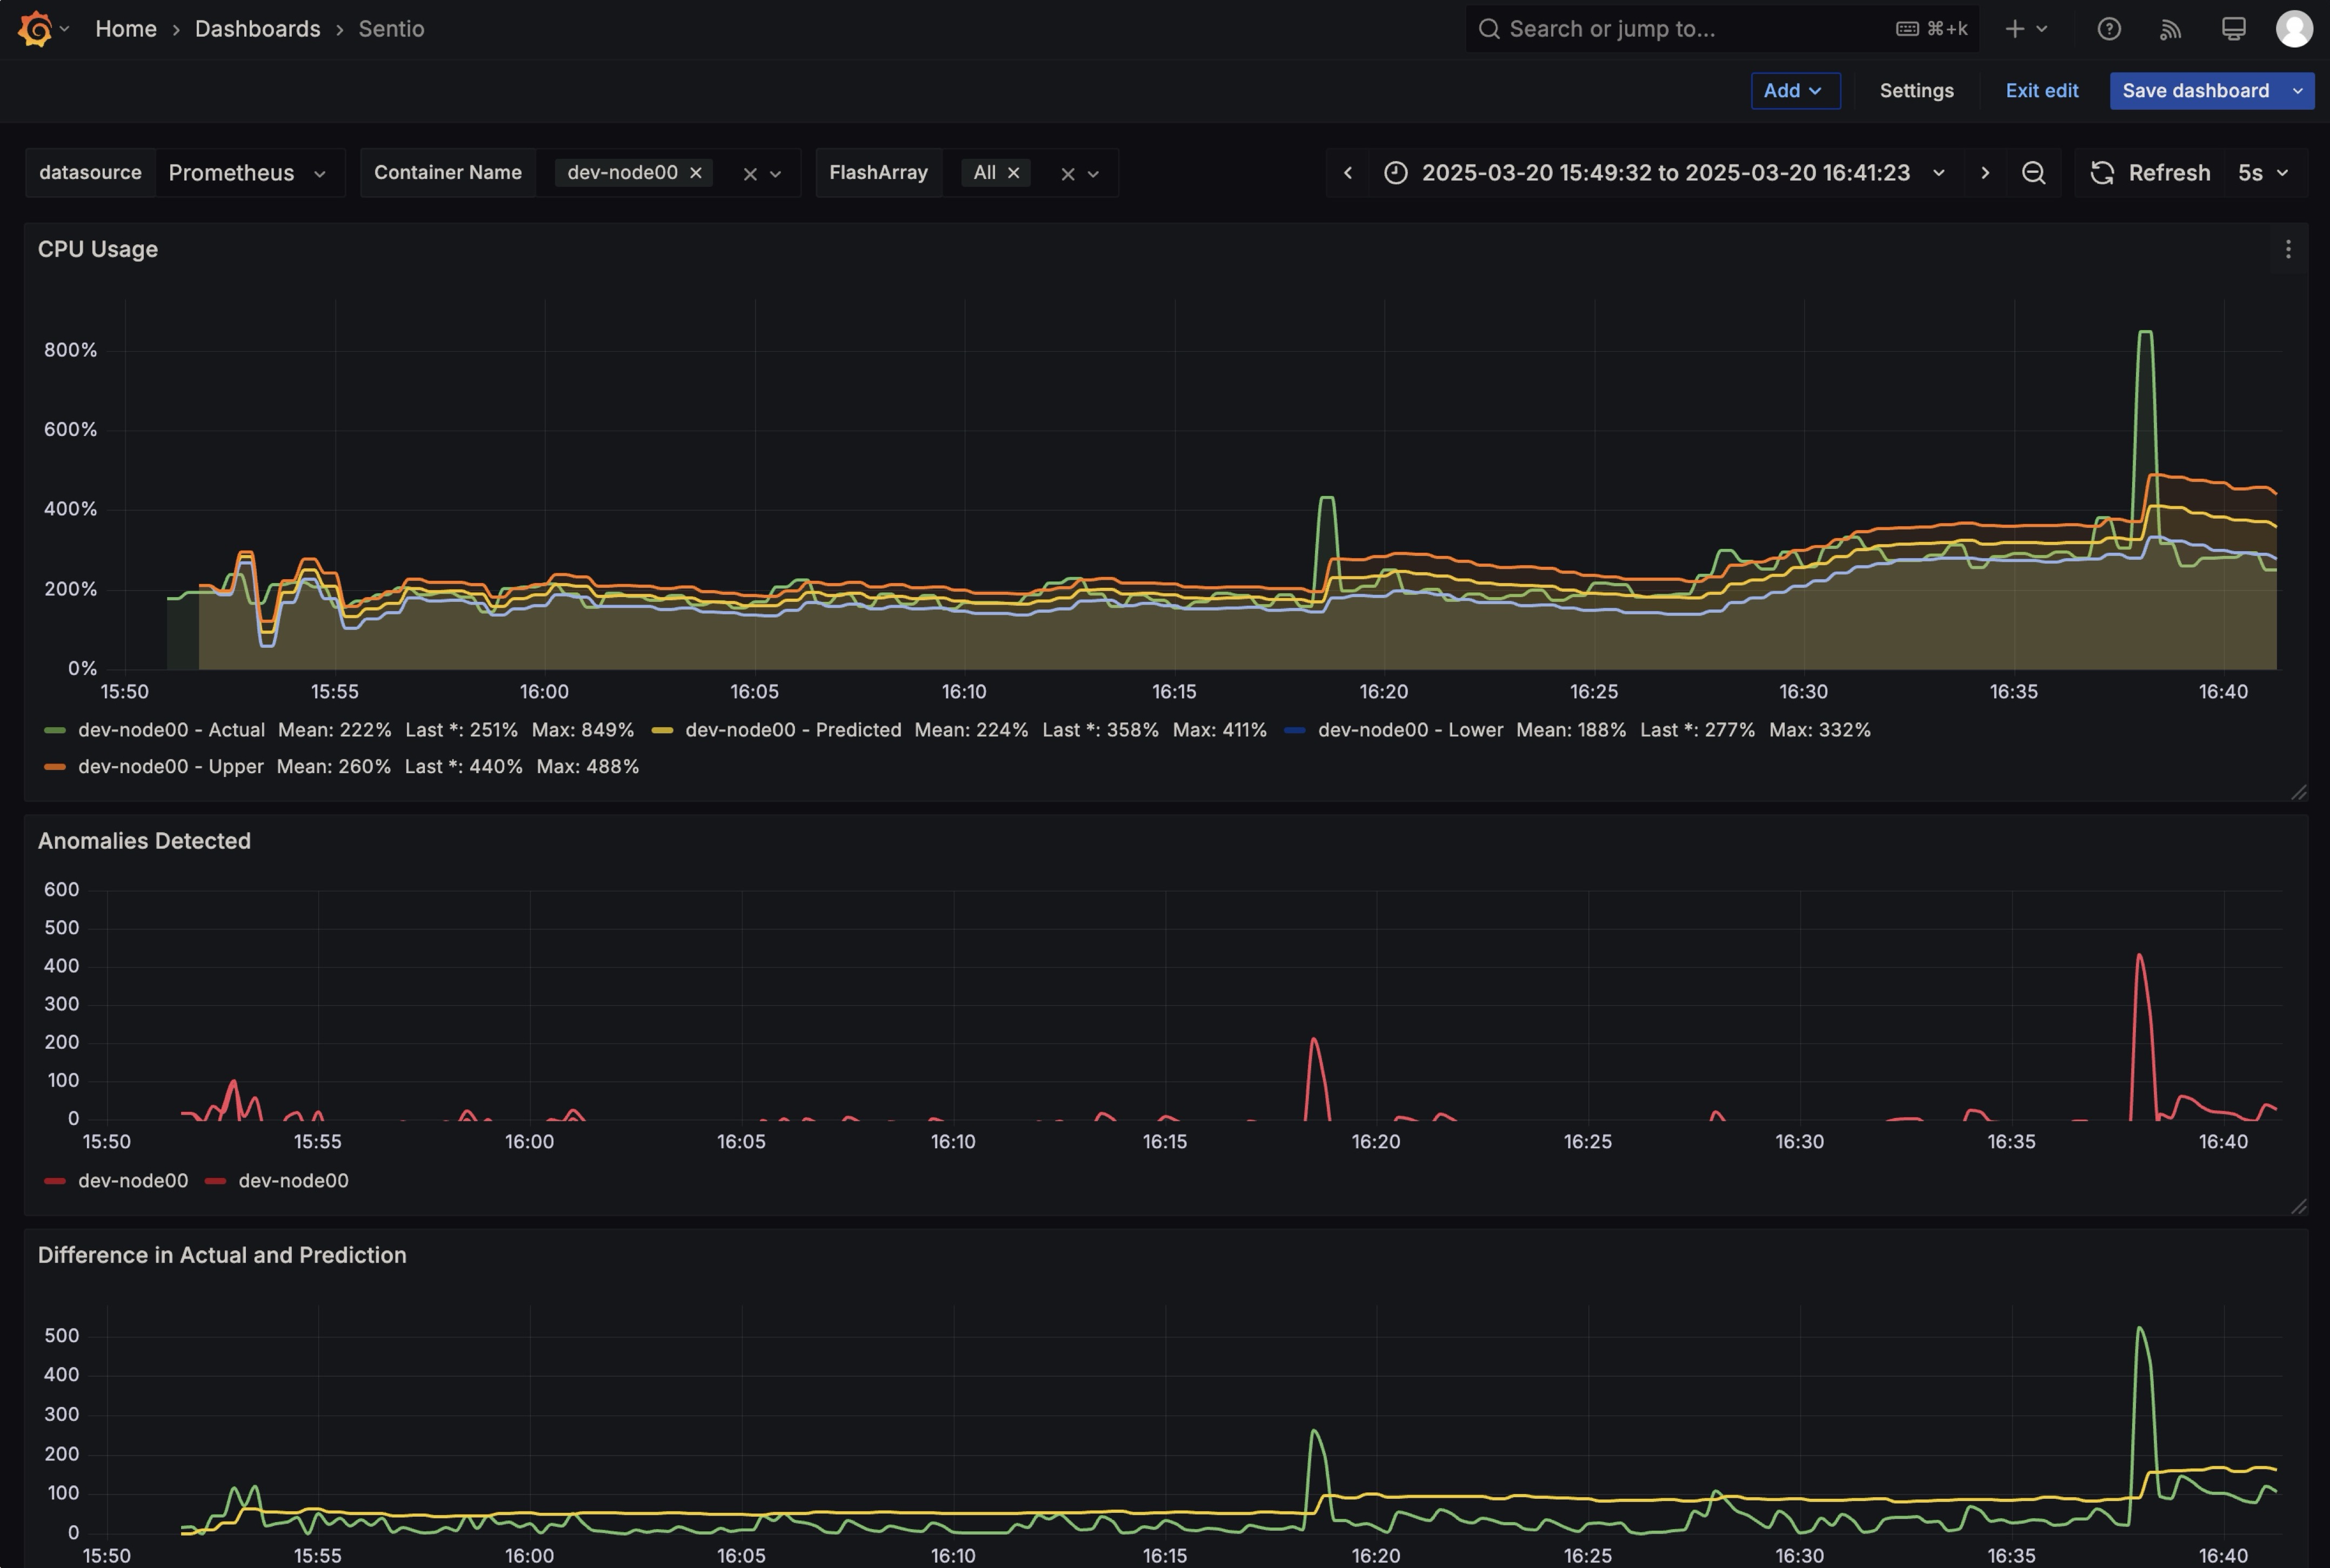 Home › Dashboards › Sentio
Search or jump to... ⌘+k
Add Settings Exit edit Save dashboard
datasource Prometheus Container Name dev-node00 FlashArray All 2025-03-20 15:49:32 to 2025-03-20 16:41:23 Refresh 5s
CPU Usage
800%
600%
400%
200%
0%
15:50 15:55 16:00 16:05 16:10 16:15 16:20 16:25 16:30 16:35 16:40
dev-node00 - Actual Mean: 222% Last *: 251% Max: 849% dev-node00 - Predicted Mean: 224% Last *: 358% Max: 411% dev-node00 - Lower Mean: 188% Last *: 277% Max: 332%
dev-node00 - Upper Mean: 260% Last *: 440% Max: 488%
Anomalies Detected
600
500
400
300
200
100
0
15:50 15:55 16:00 16:05 16:10 16:15 16:20 16:25 16:30 16:35 16:40
dev-node00 dev-node00
Difference in Actual and Prediction
500
400
300
200
100
0
15:50 15:55 16:00 16:05 16:10 16:15 16:20 16:25 16:30 16:35 16:40